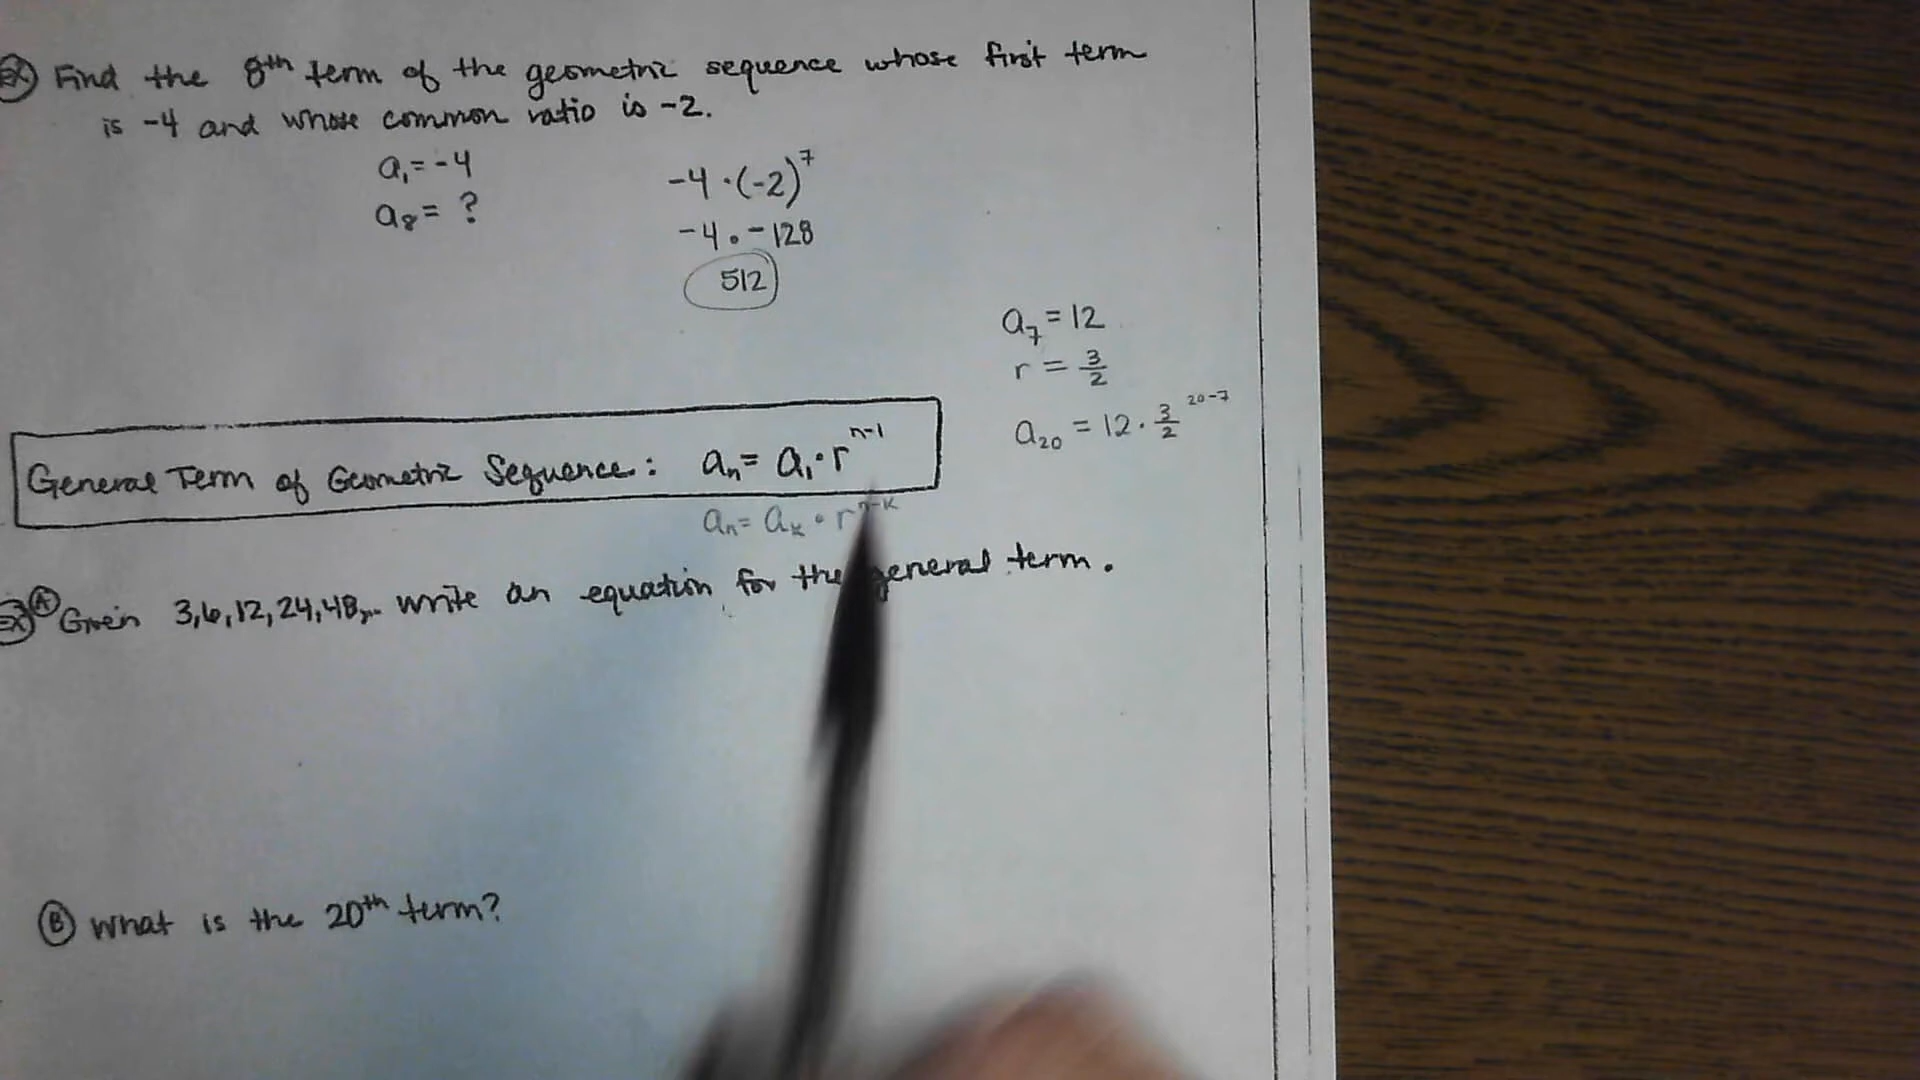 Ex Find the 8th term of the geometric sequence whose first term
is -4 and whose common ratio is -2.
a₁ = -4
a₈ = ?
-4 · (-2)⁷
-4 · -128
512
a₇ = 12
r = 3/2
a₂₀ = 12 · 3/2 ²⁰⁻⁷
General Term of Geometric Sequence: aₙ = a₁ · rⁿ⁻¹
aₙ = aₖ · rⁿ⁻ᵏ
Ex A Given 3,6,12,24,48,... write an equation for the general term.
B What is the 20th term?